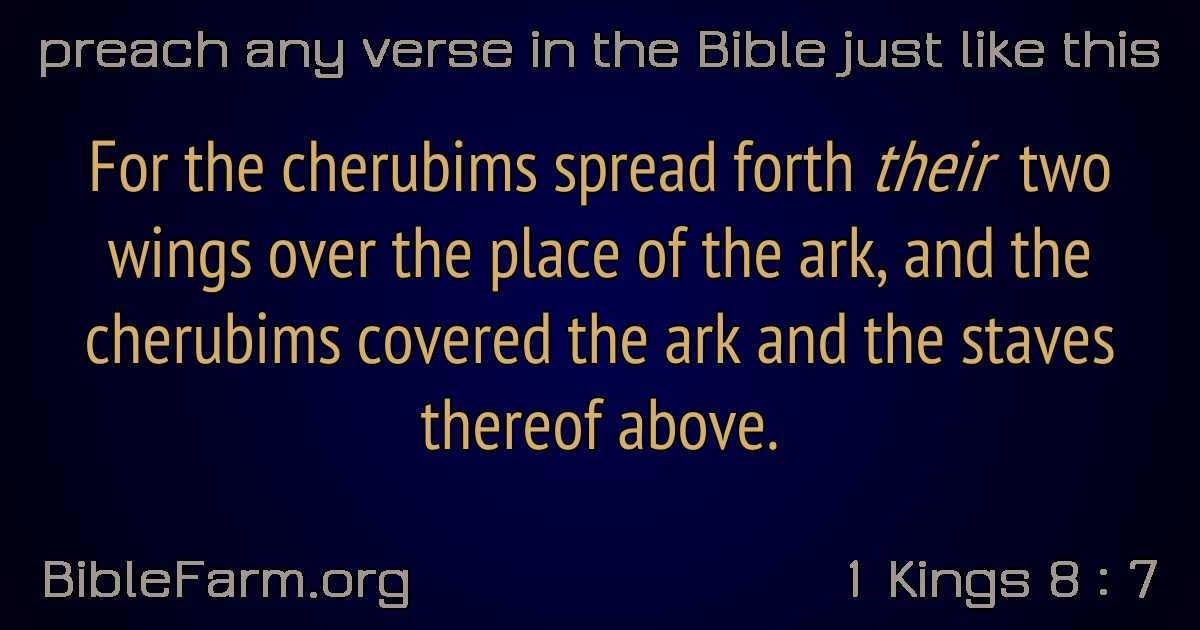 preach any verse in the Bible just like this
For the cherubims spread forth their two
wings over the place of the ark, and the
cherubims covered the ark and the staves
thereof above.
BibleFarm.org
1 Kings 8 : 7